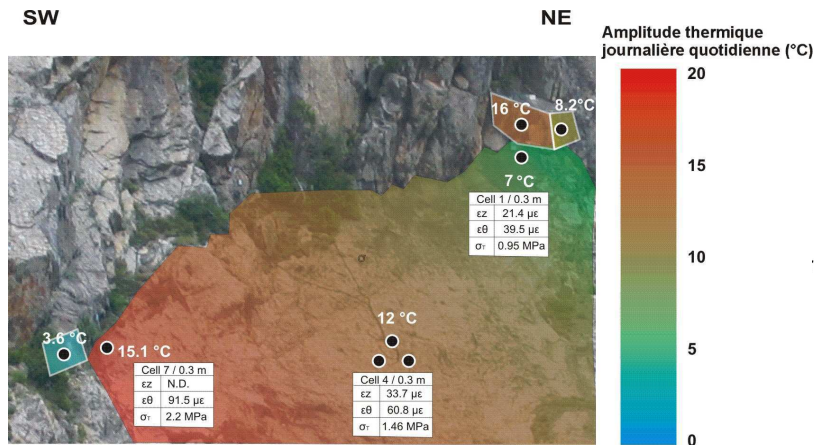 SW
NE
Amplitude thermique
journalière quotidienne (°C)
20
15
10
5
0
16 °C
8.2°C
7 °C
Cell 1 / 0.3 m
εz 21.4 µε
εθ 39.5 µε
σT 0.95 MPa
12 °C
3.6 °C
15.1 °C
Cell 7 / 0.3 m
εz N.D.
εθ 91.5 µε
σT 2.2 MPa
Cell 4 / 0.3 m
εz 33.7 µε
εθ 60.8 µε
σT 1.46 MPa